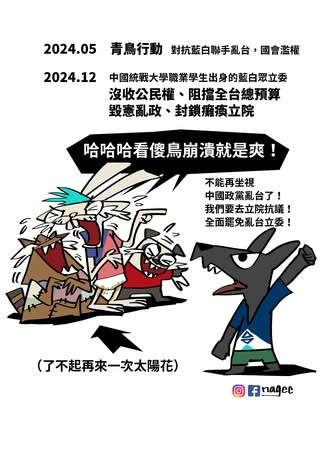 2024.05 青鳥行動 對抗藍白聯手亂台，國會濫權
2024.12 中國統戰大學職業學生出身的藍白眾立委
沒收公民權、阻擋全台總預算
毀憲亂政、封鎖癱瘓立院
哈哈哈看傻鳥崩潰就是爽！
不能再坐視
中國政黨亂台了！
我們要去立院抗議！
全面罷免亂台立委！
（了不起再來一次太陽花）
nagee